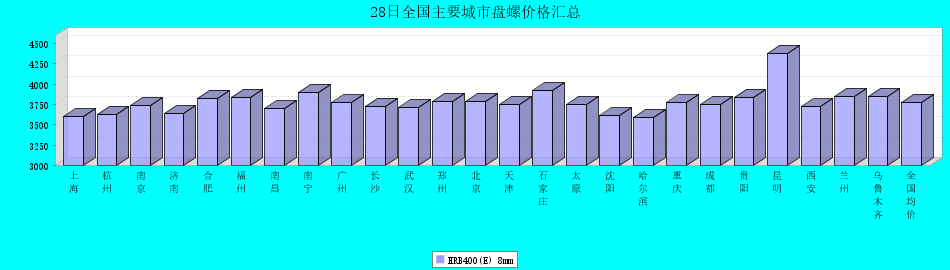 28日全国主要城市盘螺价格汇总
4500
4250
4000
3750
3500
3250
3000
上海 杭州 南京 济南 合肥 福州 南昌 南宁 广州 长沙 武汉 郑州 北京 天津 石家庄 太原 沈阳 哈尔滨 重庆 成都 贵阳 昆明 西安 兰州 乌鲁木齐 全国均价
HRB400(E) 8mm